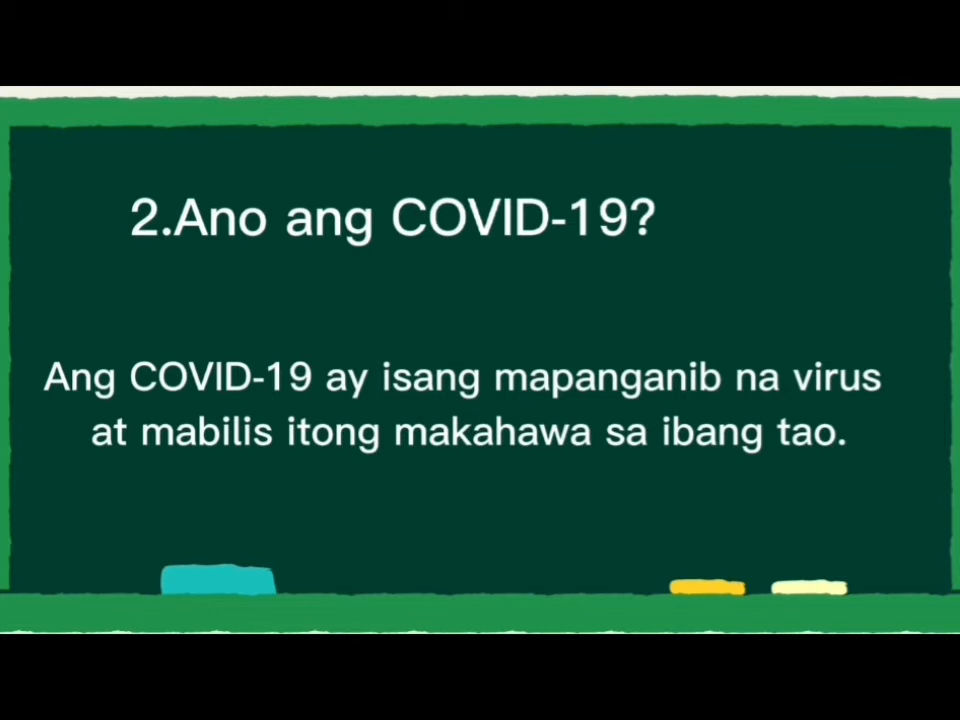 2.Ano ang COVID-19?
Ang COVID-19 ay isang mapanganib na virus
at mabilis itong makahawa sa ibang tao.